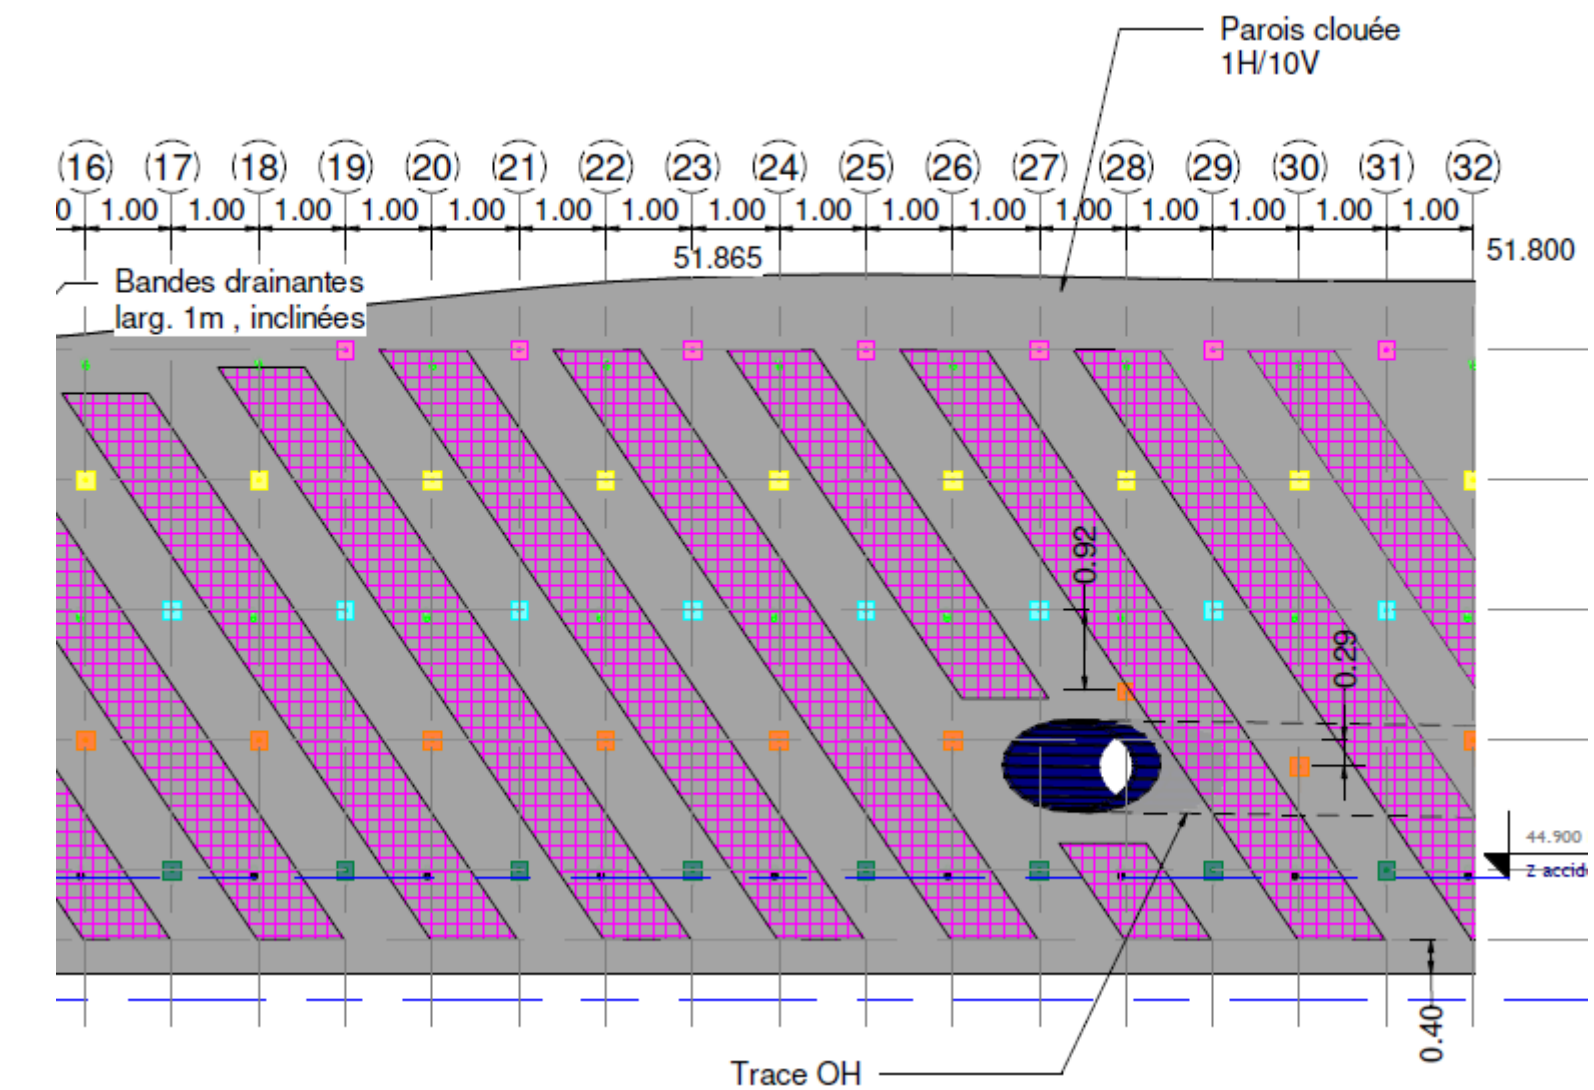 Parois clouée
1H/10V
(16) (17) (18) (19) (20) (21) (22) (23) (24) (25) (26) (27) (28) (29) (30) (31) (32)
0 1.00 1.00 1.00 1.00 1.00 1.00 1.00 1.00 1.00 1.00 1.00 1.00 1.00 1.00 1.00 1.00
51.865
51.800
Bandes drainantes
larg. 1m , inclinées
0.92
0.29
44.900
Z accid
0.40
Trace OH